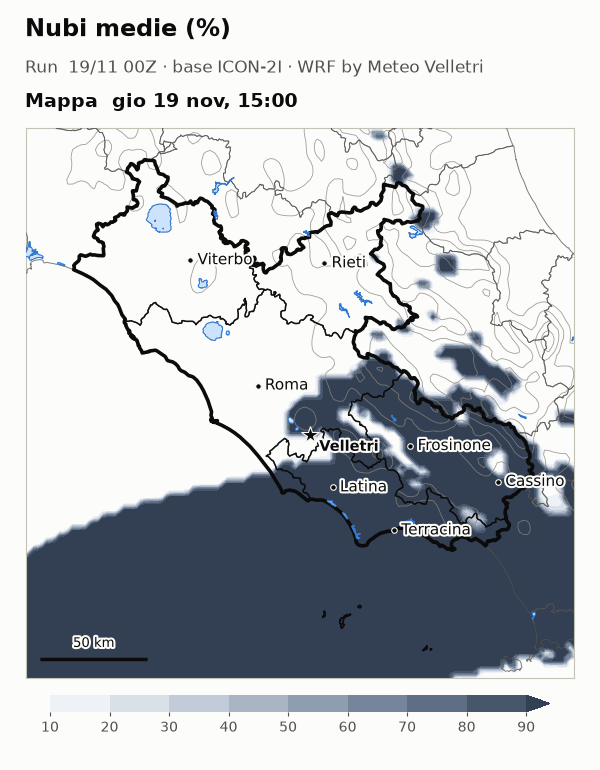 Nubi medie (%)
Run  19/11 00Z · base ICON-2I · WRF by Meteo Velletri
Mappa  gio 19 nov, 15:00
Viterbo
Rieti
Roma
Velletri
Frosinone
Latina
Cassino
Terracina
50 km
10 20 30 40 50 60 70 80 90